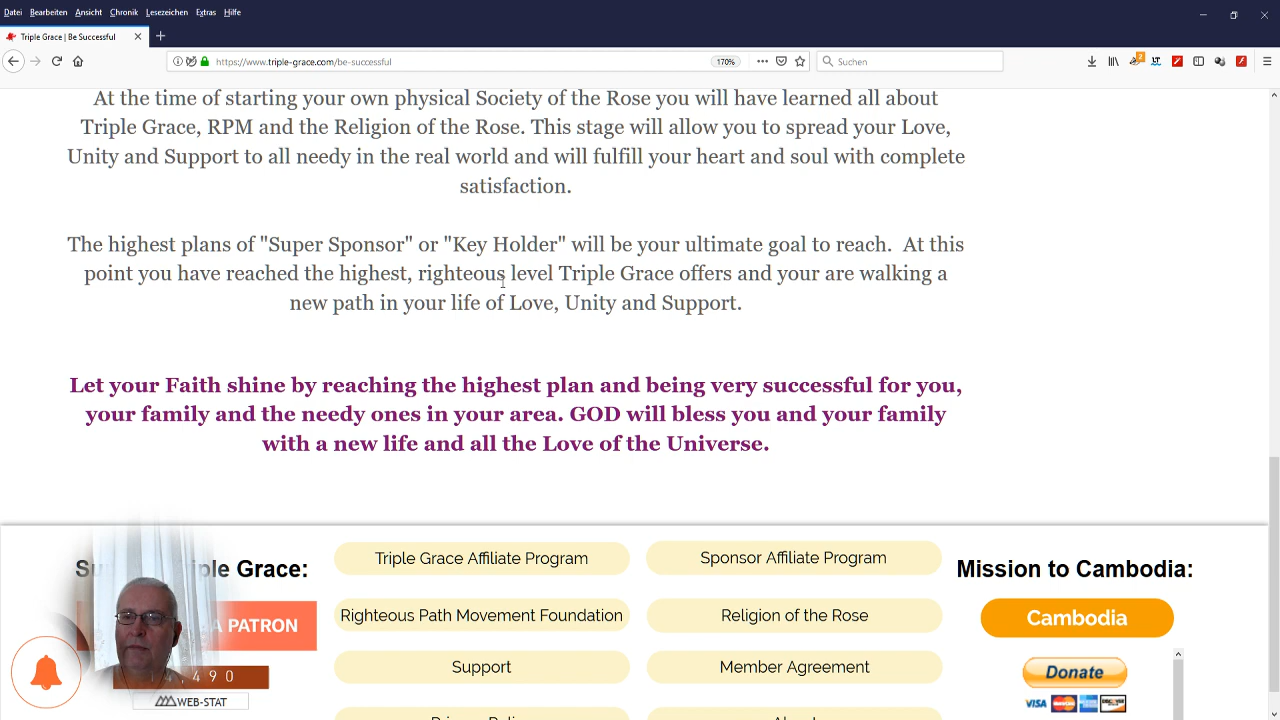 Datei Bearbeiten Ansicht Chronik Lesezeichen Extras Hilfe
Triple Grace | Be Successful
https://www.triple-grace.com/be-successful 170% Suchen
At the time of starting your own physical Society of the Rose you will have learned all about
Triple Grace, RPM and the Religion of the Rose. This stage will allow you to spread your Love,
Unity and Support to all needy in the real world and will fulfill your heart and soul with complete
satisfaction.
The highest plans of "Super Sponsor" or "Key Holder" will be your ultimate goal to reach. At this
point you have reached the highest, righteous level Triple Grace offers and your are walking a
new path in your life of Love, Unity and Support.
Let your Faith shine by reaching the highest plan and being very successful for you,
your family and the needy ones in your area. GOD will bless you and your family
with a new life and all the Love of the Universe.
Grace:
PATRON
490
WEB-STAT
Triple Grace Affiliate Program
Sponsor Affiliate Program
Righteous Path Movement Foundation
Religion of the Rose
Support
Member Agreement
Mission to Cambodia:
Cambodia
Donate
VISA